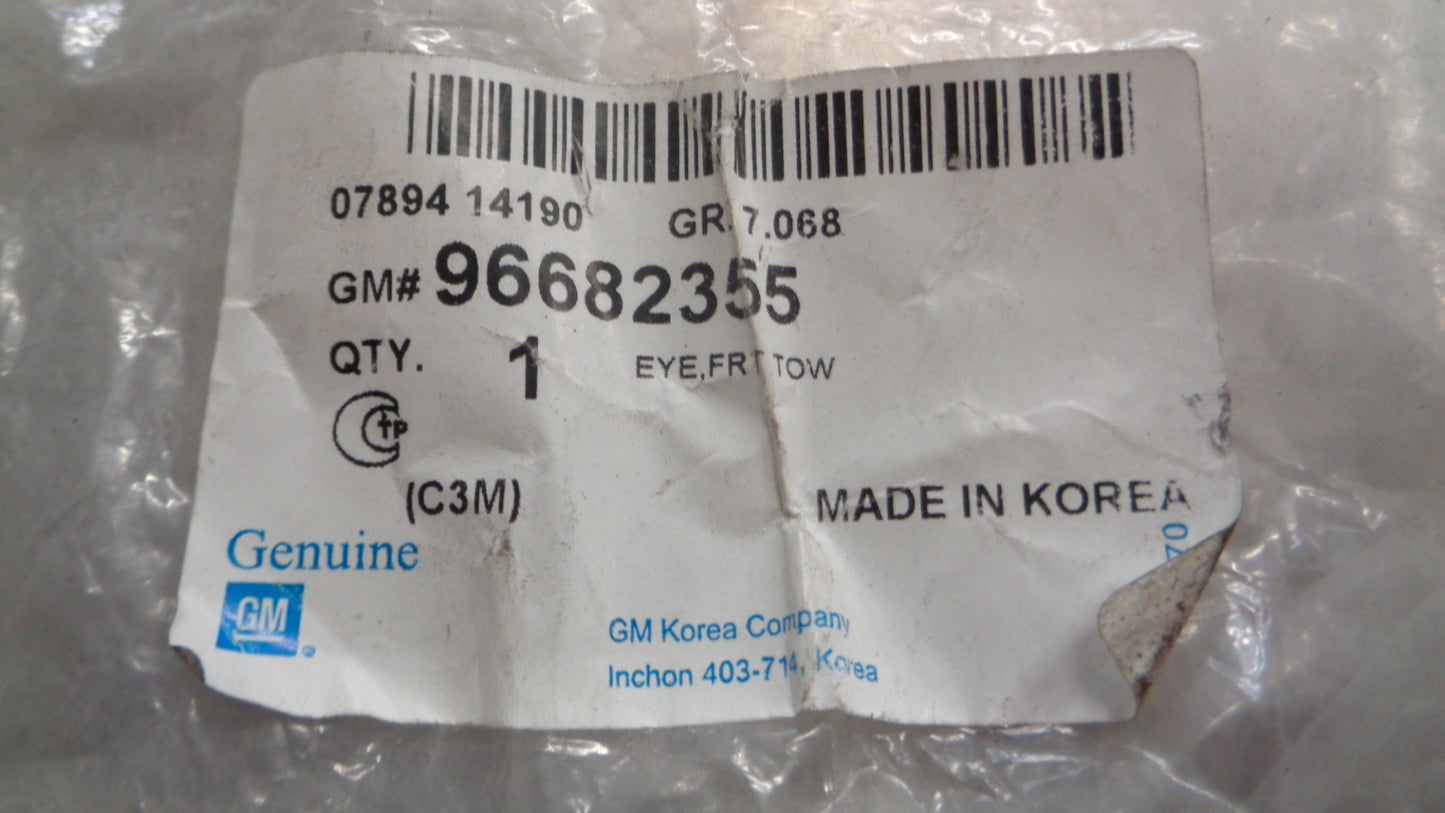 07894 14190 GR. 7.068
GM# 96682355
QTY. 1 EYE,FRT TOW
(C3M)
MADE IN KOREA
Genuine
GM
GM Korea Company
Inchon 403-714, Korea